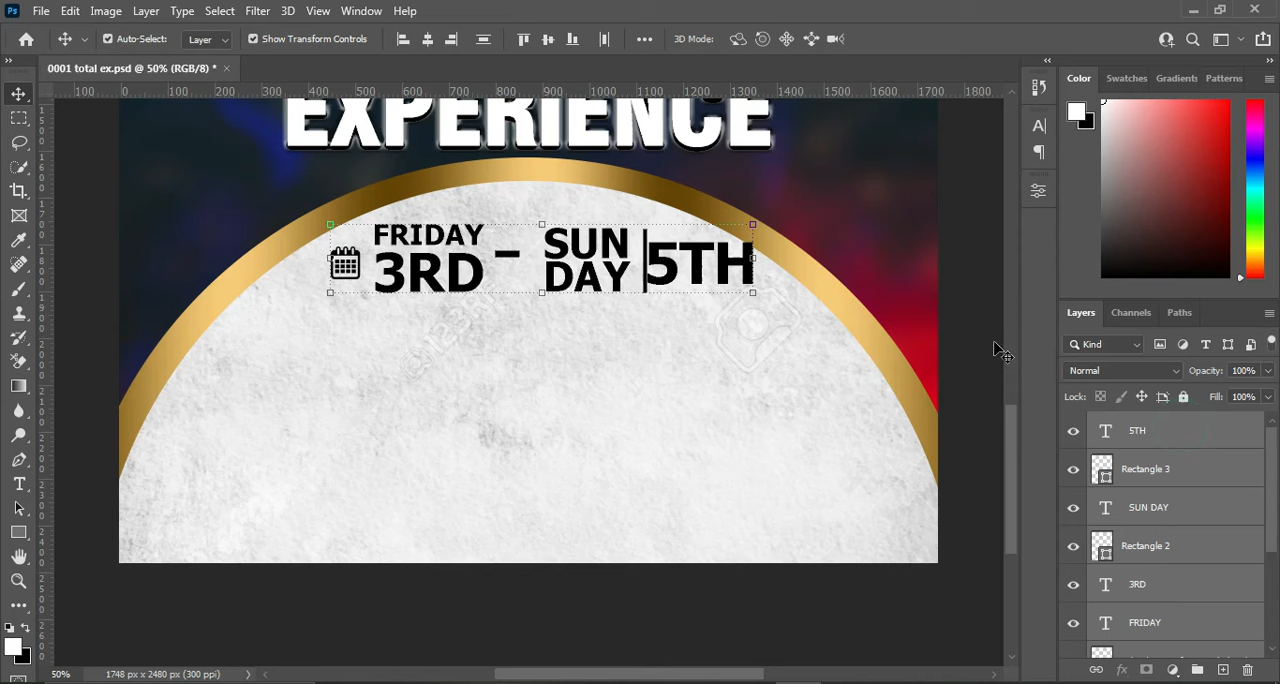 Ps File Edit Image Layer Type Select Filter 3D View Window Help
Auto-Select: Layer Show Transform Controls 3D Mode:
0001 total ex.psd @ 50% (RGB/8) * ×
100 0 100 200 300 400 500 600 700 800 900 1000 1100 1200 1300 1400 1500 1600 1700 1800
EXPERIENCE
FRIDAY
3RD – SUN DAY 5TH
Color Swatches Gradients Patterns
Layers Channels Paths
Kind
Normal Opacity: 100%
Lock: Fill: 100%
5TH
Rectangle 3
SUN DAY
Rectangle 2
3RD
FRIDAY
50% 1748 px x 2480 px (300 ppi)